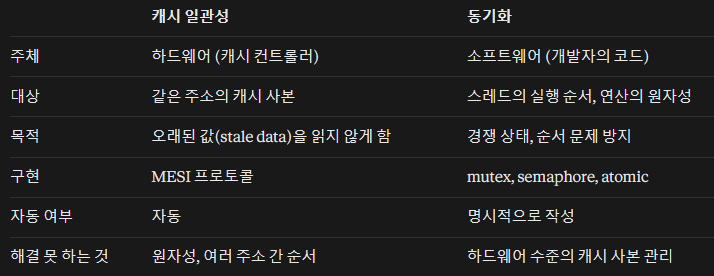 캐시 일관성 동기화
주체 하드웨어 (캐시 컨트롤러) 소프트웨어 (개발자의 코드)
대상 같은 주소의 캐시 사본 스레드의 실행 순서, 연산의 원자성
목적 오래된 값(stale data)을 읽지 않게 함 경쟁 상태, 순서 문제 방지
구현 MESI 프로토콜 mutex, semaphore, atomic
자동 여부 자동 명시적으로 작성
해결 못 하는 것 원자성, 여러 주소 간 순서 하드웨어 수준의 캐시 사본 관리